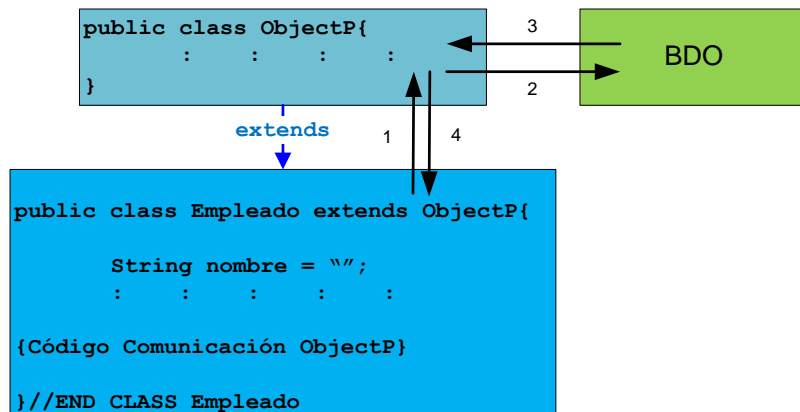 public class ObjectP{
: : : :
}
3
2
BDO
extends
1
4
public class Empleado extends ObjectP{
String nombre = “”;
: : : : :
{Código Comunicación ObjectP}
}//END CLASS Empleado